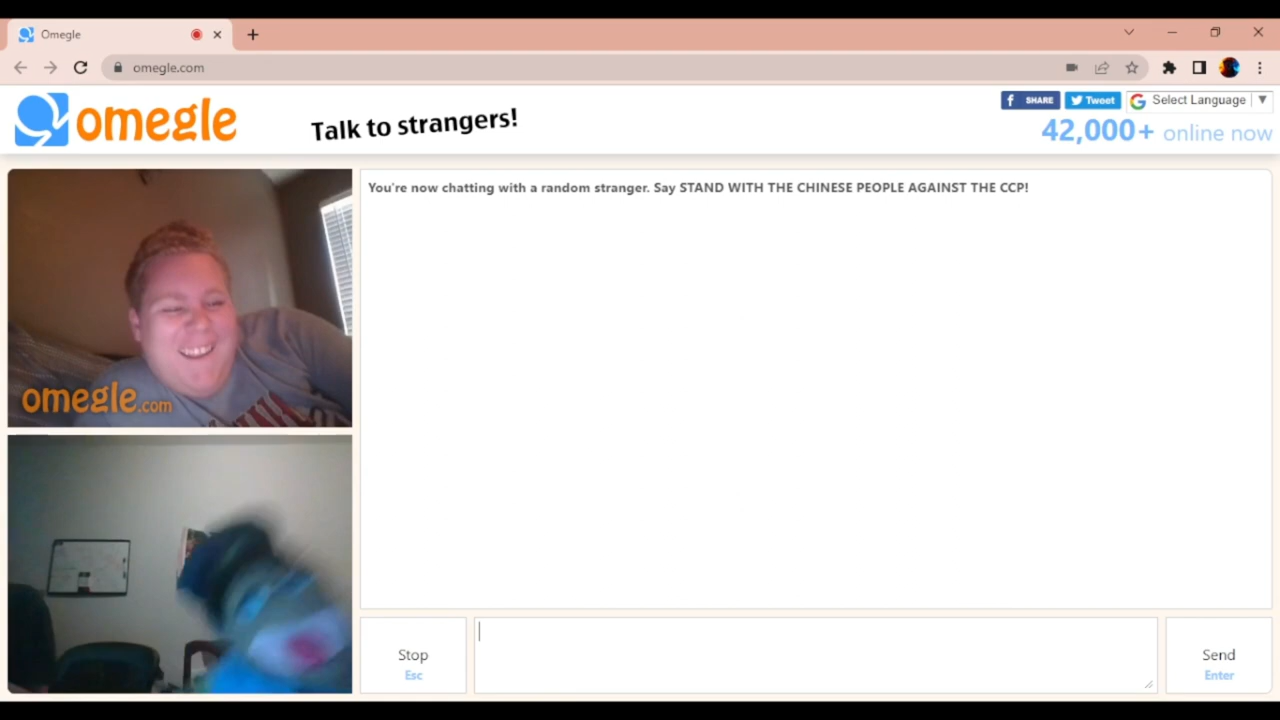 Omegle
omegle.com
omegle
Talk to strangers!
SHARE
Tweet
Select Language
42,000+ online now
You're now chatting with a random stranger. Say STAND WITH THE CHINESE PEOPLE AGAINST THE CCP!
omegle.com
Stop
Esc
Send
Enter